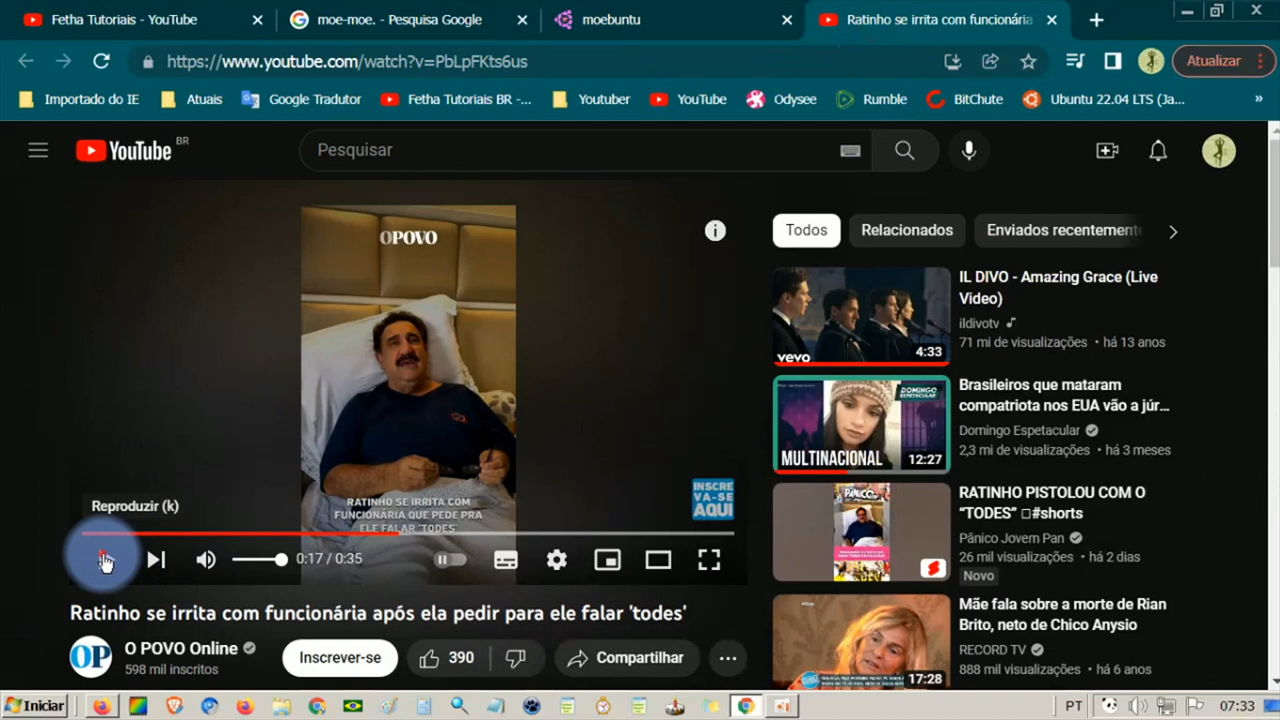 Fetha Tutoriais - YouTube
moe-moe. - Pesquisa Google
moebuntu
Ratinho se irrita com funcionária
https://www.youtube.com/watch?v=PbLpFKts6us
Atualizar
Importado do IE
Atuais
Google Tradutor
Fetha Tutoriais BR -...
Youtuber
YouTube
Odysee
Rumble
BitChute
Ubuntu 22.04 LTS (Ja...
»
YouTube BR
Pesquisar
OPOVO
RATINHO SE IRRITA COM
FUNCIONÁRIA QUE PEDE PRA
ELE FALAR 'TODES'
INSCRE
VA-SE
AQUI
Reproduzir (k)
0:17 / 0:35
Ratinho se irrita com funcionária após ela pedir para ele falar 'todes'
OP
O POVO Online
598 mil inscritos
Inscrever-se
390
Compartilhar
Todos
Relacionados
Enviados recentemente
vevo
4:33
IL DIVO - Amazing Grace (Live
Video)
ildivotv
71 mi de visualizações • há 13 anos
DOMINGO
ESPETACULAR
MULTINACIONAL
12:27
Brasileiros que mataram
compatriota nos EUA vão a júr...
Domingo Espetacular
2,3 mi de visualizações • há 3 meses
PANICO
RATINHO PISTOLOU COM O
“TODES” □#shorts
Pânico Jovem Pan
26 mil visualizações • há 2 dias
Novo
17:28
Mãe fala sobre a morte de Rian
Brito, neto de Chico Anysio
RECORD TV
888 mil visualizações • há 6 anos
Iniciar
PT
07:33